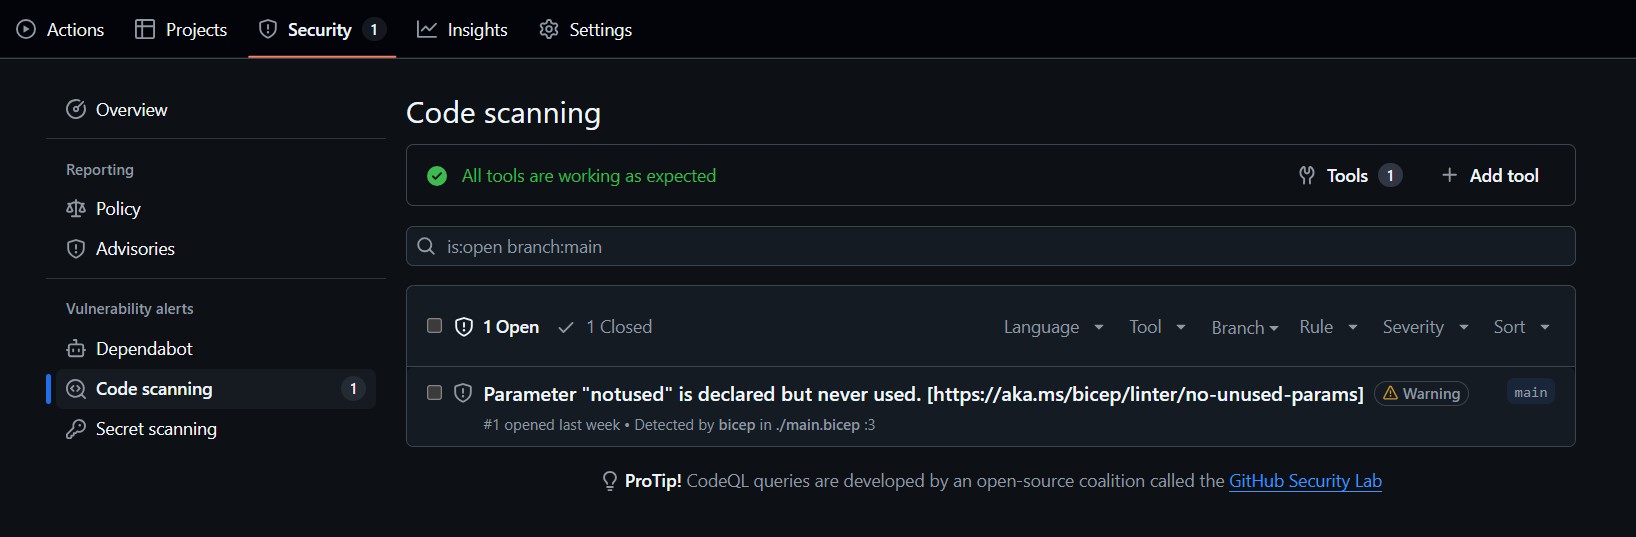 Actions Projects Security 1 Insights Settings
Overview
Reporting
Policy
Advisories
Vulnerability alerts
Dependabot
Code scanning 1
Secret scanning
Code scanning
All tools are working as expected Tools 1 Add tool
is:open branch:main
1 Open 1 Closed Language Tool Branch Rule Severity Sort
Parameter "notused" is declared but never used. [https://aka.ms/bicep/linter/no-unused-params] Warning main
#1 opened last week • Detected by bicep in ./main.bicep :3
ProTip! CodeQL queries are developed by an open-source coalition called the GitHub Security Lab